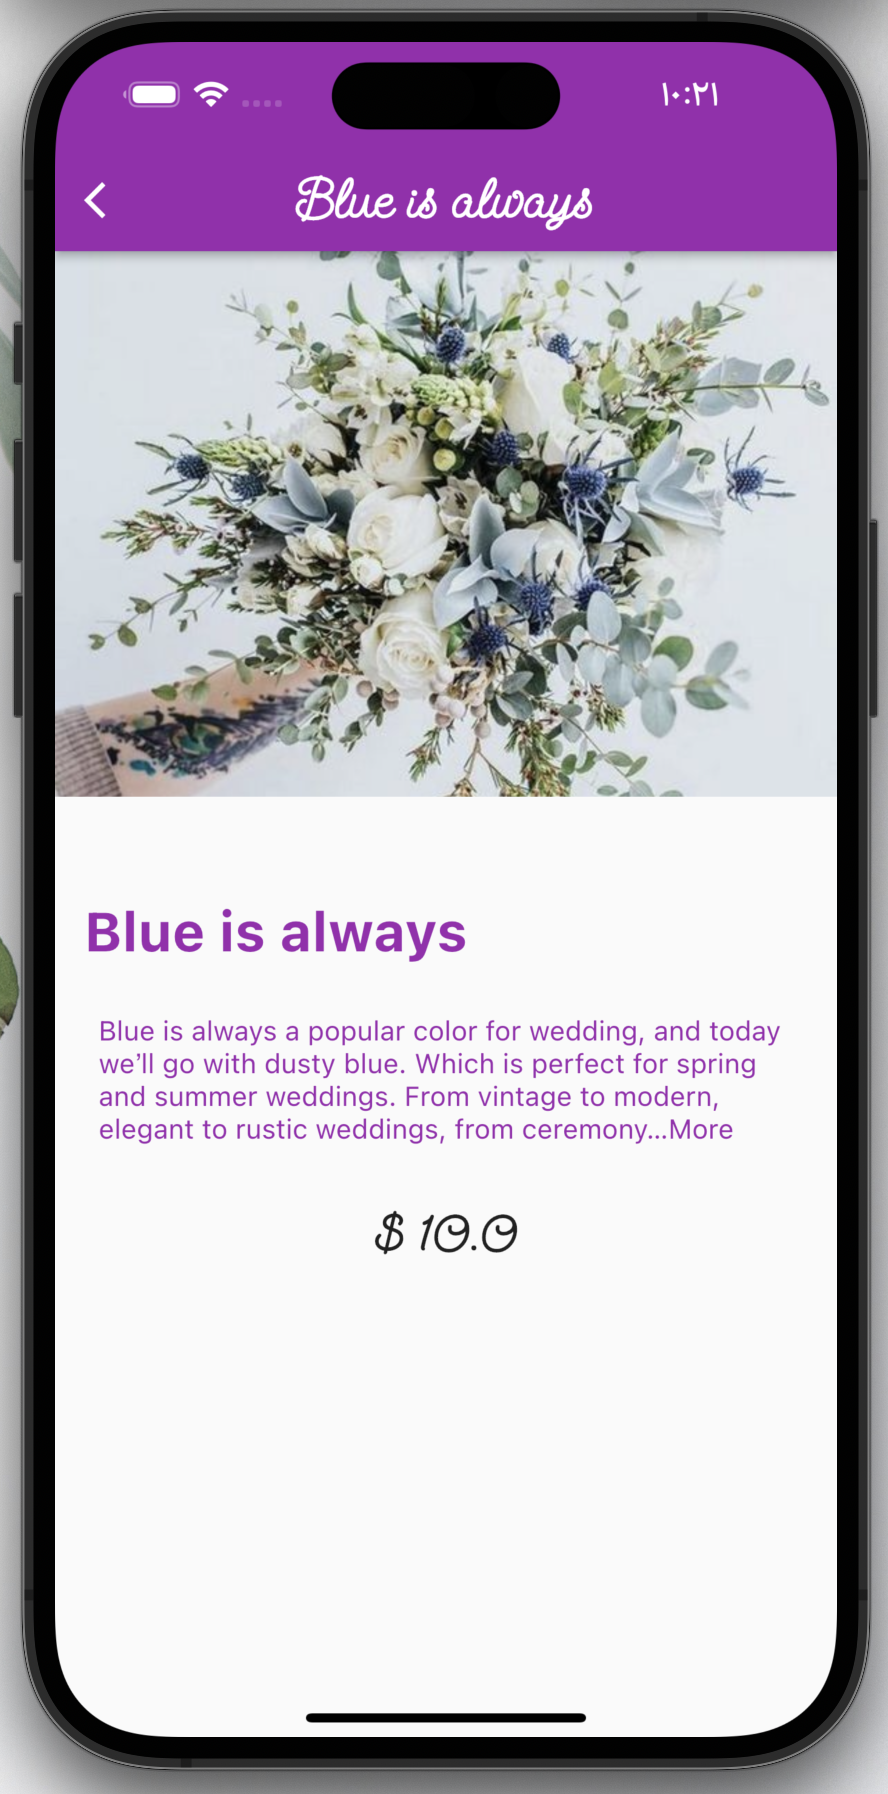 ١٠:٢١
Blue is always
Blue is always
Blue is always a popular color for wedding, and today
we’ll go with dusty blue. Which is perfect for spring
and summer weddings. From vintage to modern,
elegant to rustic weddings, from ceremony...More
$ 10.0